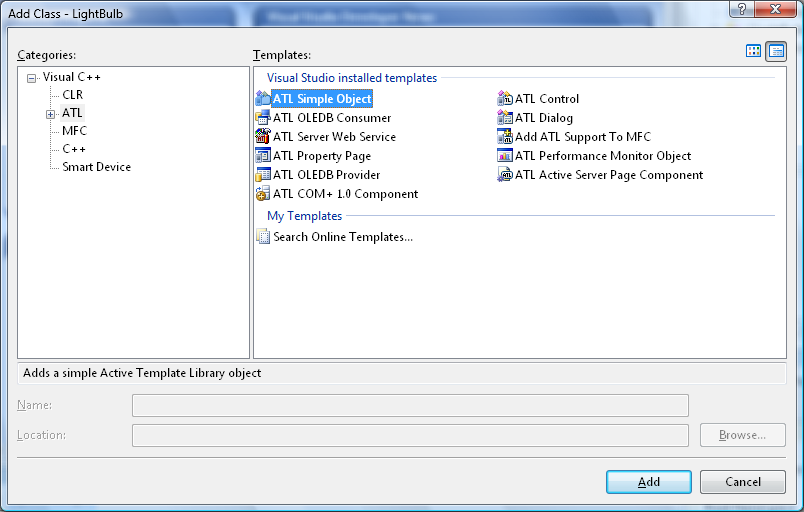 Add Class - LightBulb
Categories:
Templates:
Visual C++
CLR
ATL
MFC
C++
Smart Device
Visual Studio installed templates
ATL Simple Object
ATL Control
ATL OLEDB Consumer
ATL Dialog
ATL Server Web Service
Add ATL Support To MFC
ATL Property Page
ATL Performance Monitor Object
ATL OLEDB Provider
ATL Active Server Page Component
ATL COM+ 1.0 Component
My Templates
Search Online Templates...
Adds a simple Active Template Library object
Name:
Location:
Browse...
Add
Cancel